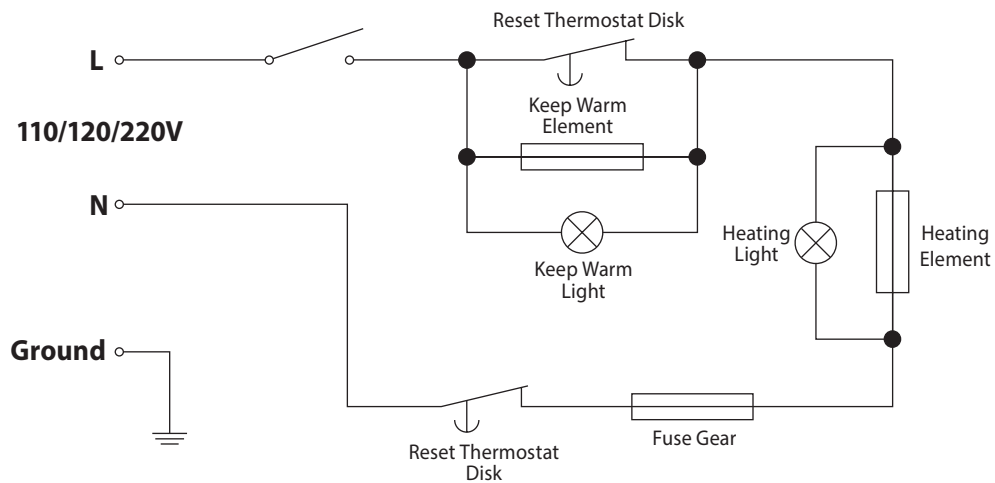 Reset Thermostat Disk
L
Keep Warm
Element
110/120/220V
N
Keep Warm
Light
Heating
Light
Heating
Element
Ground
Reset Thermostat
Disk
Fuse Gear